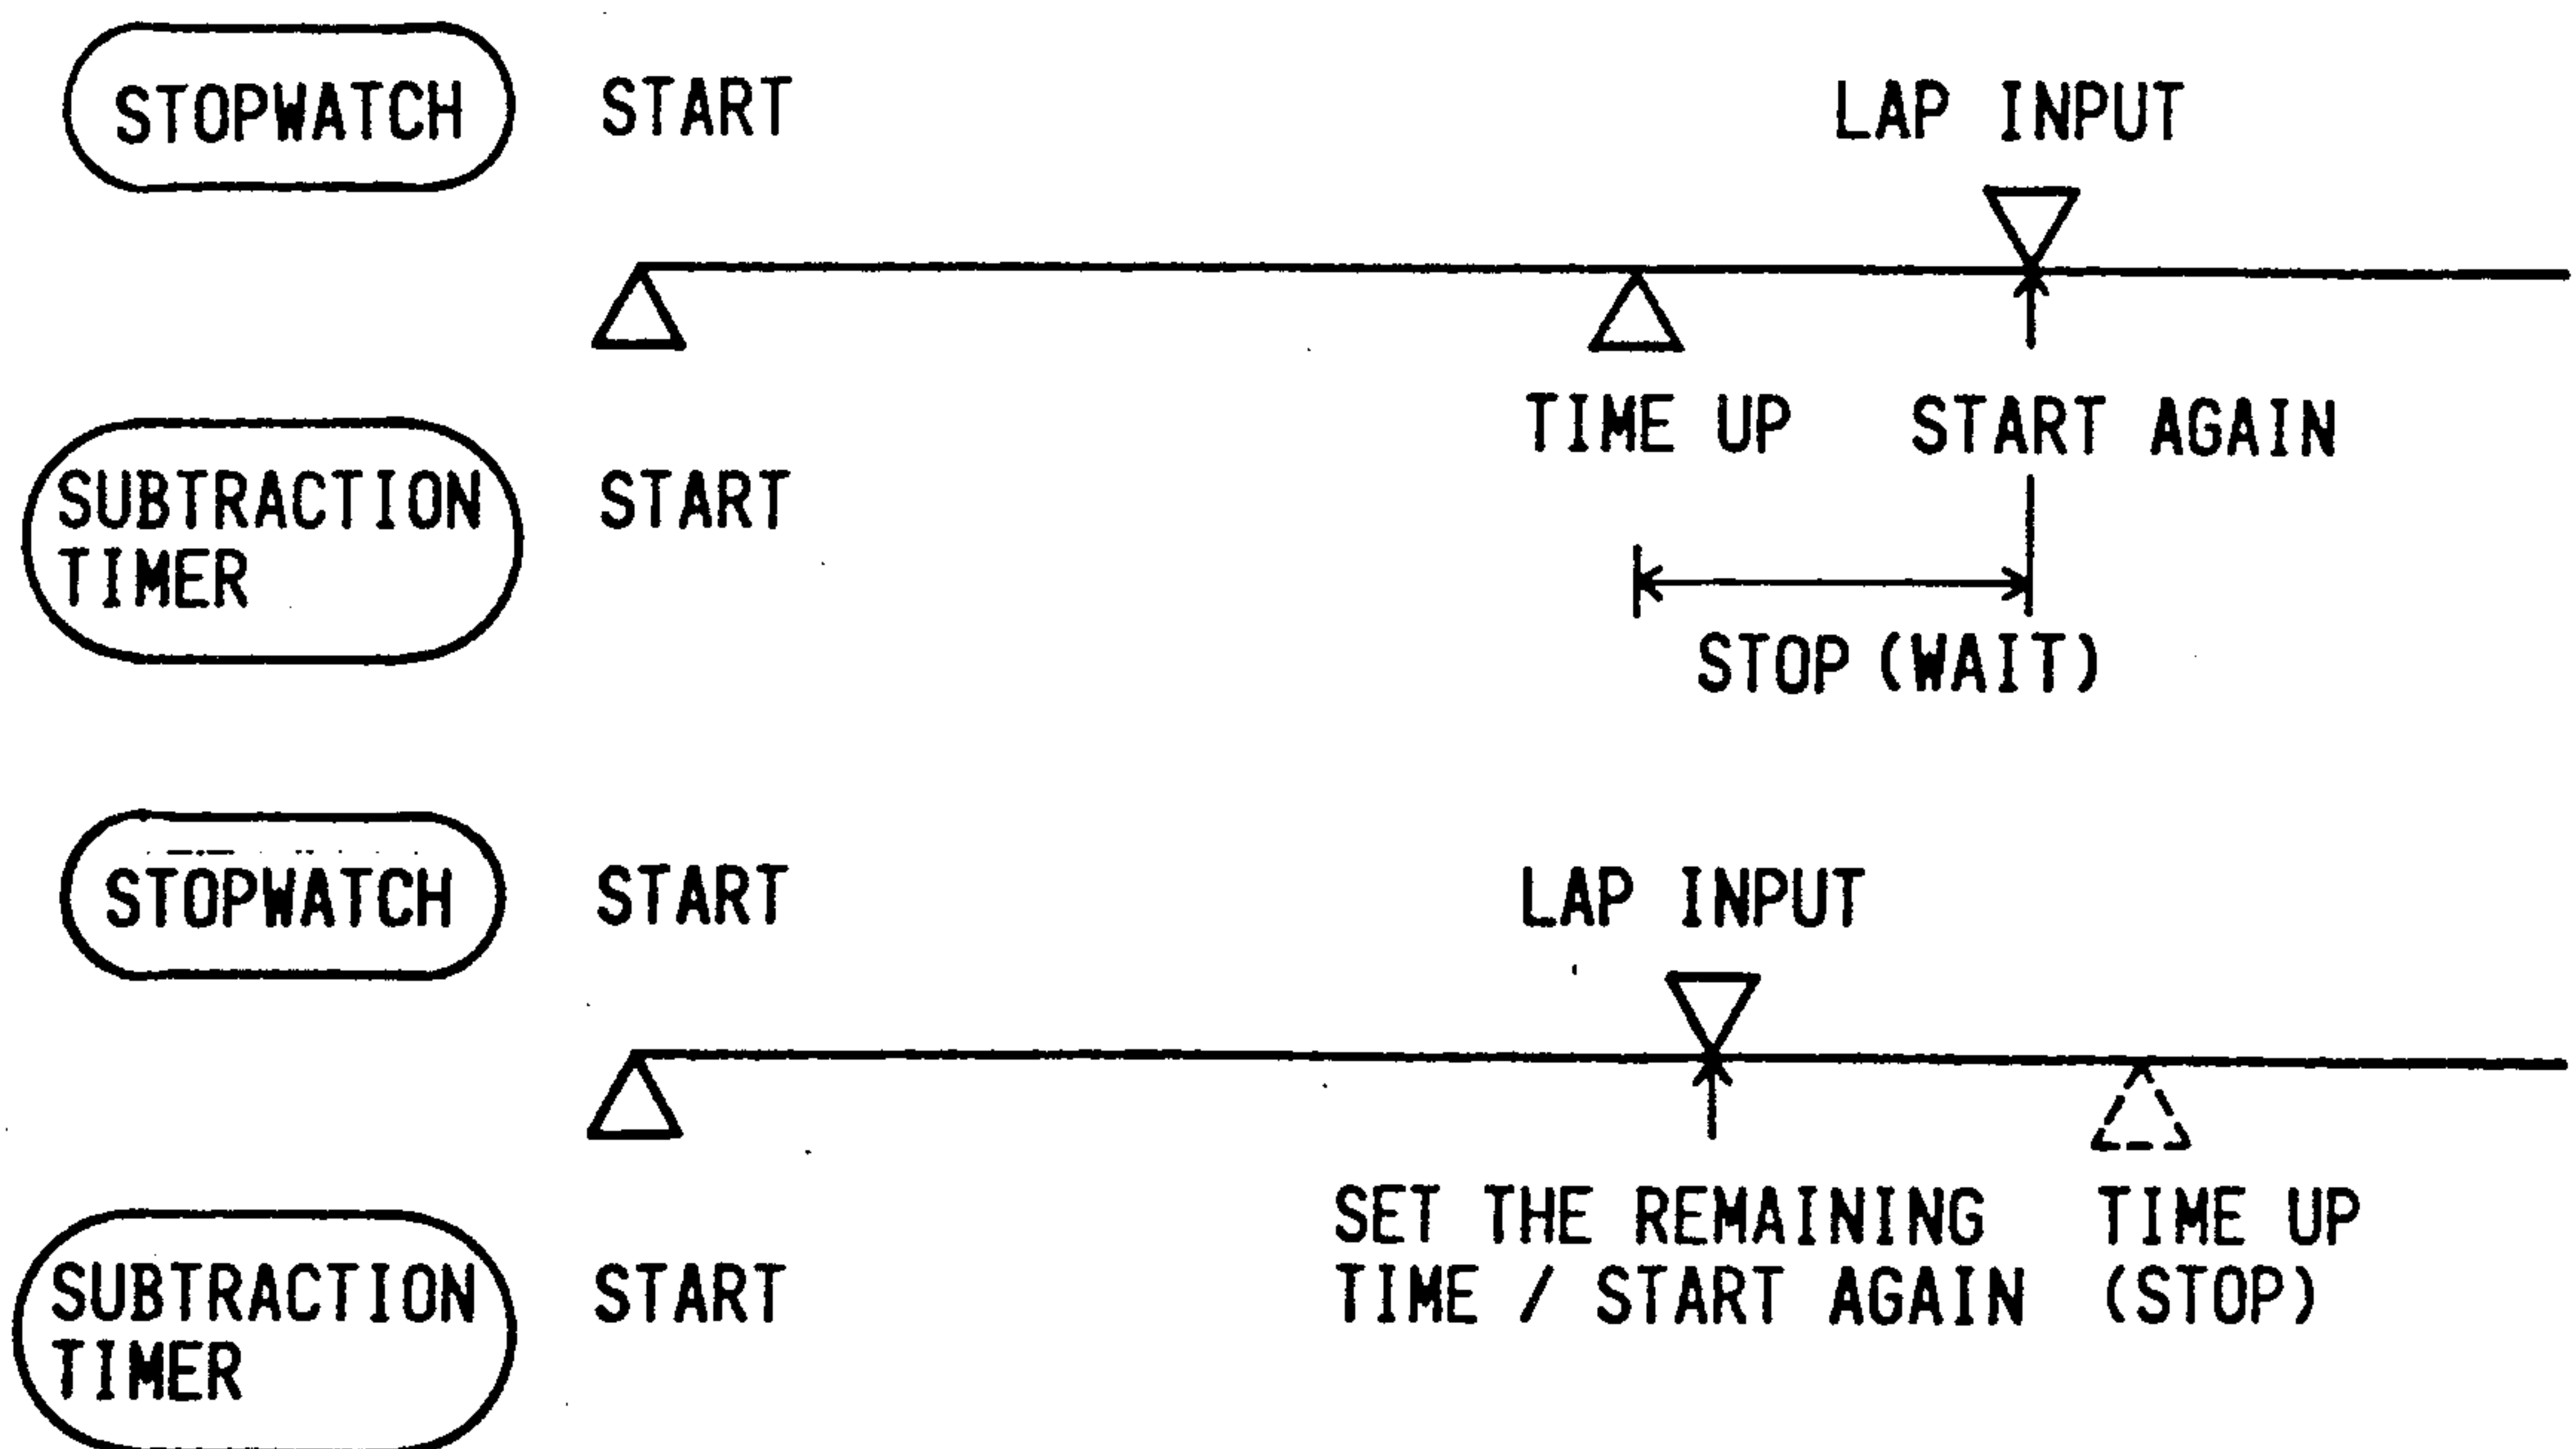 STOPWATCH START LAP INPUT
TIME UP START AGAIN
SUBTRACTION TIMER START
STOP (WAIT)
STOPWATCH START LAP INPUT
SET THE REMAINING TIME / START AGAIN
TIME UP (STOP)
SUBTRACTION TIMER START